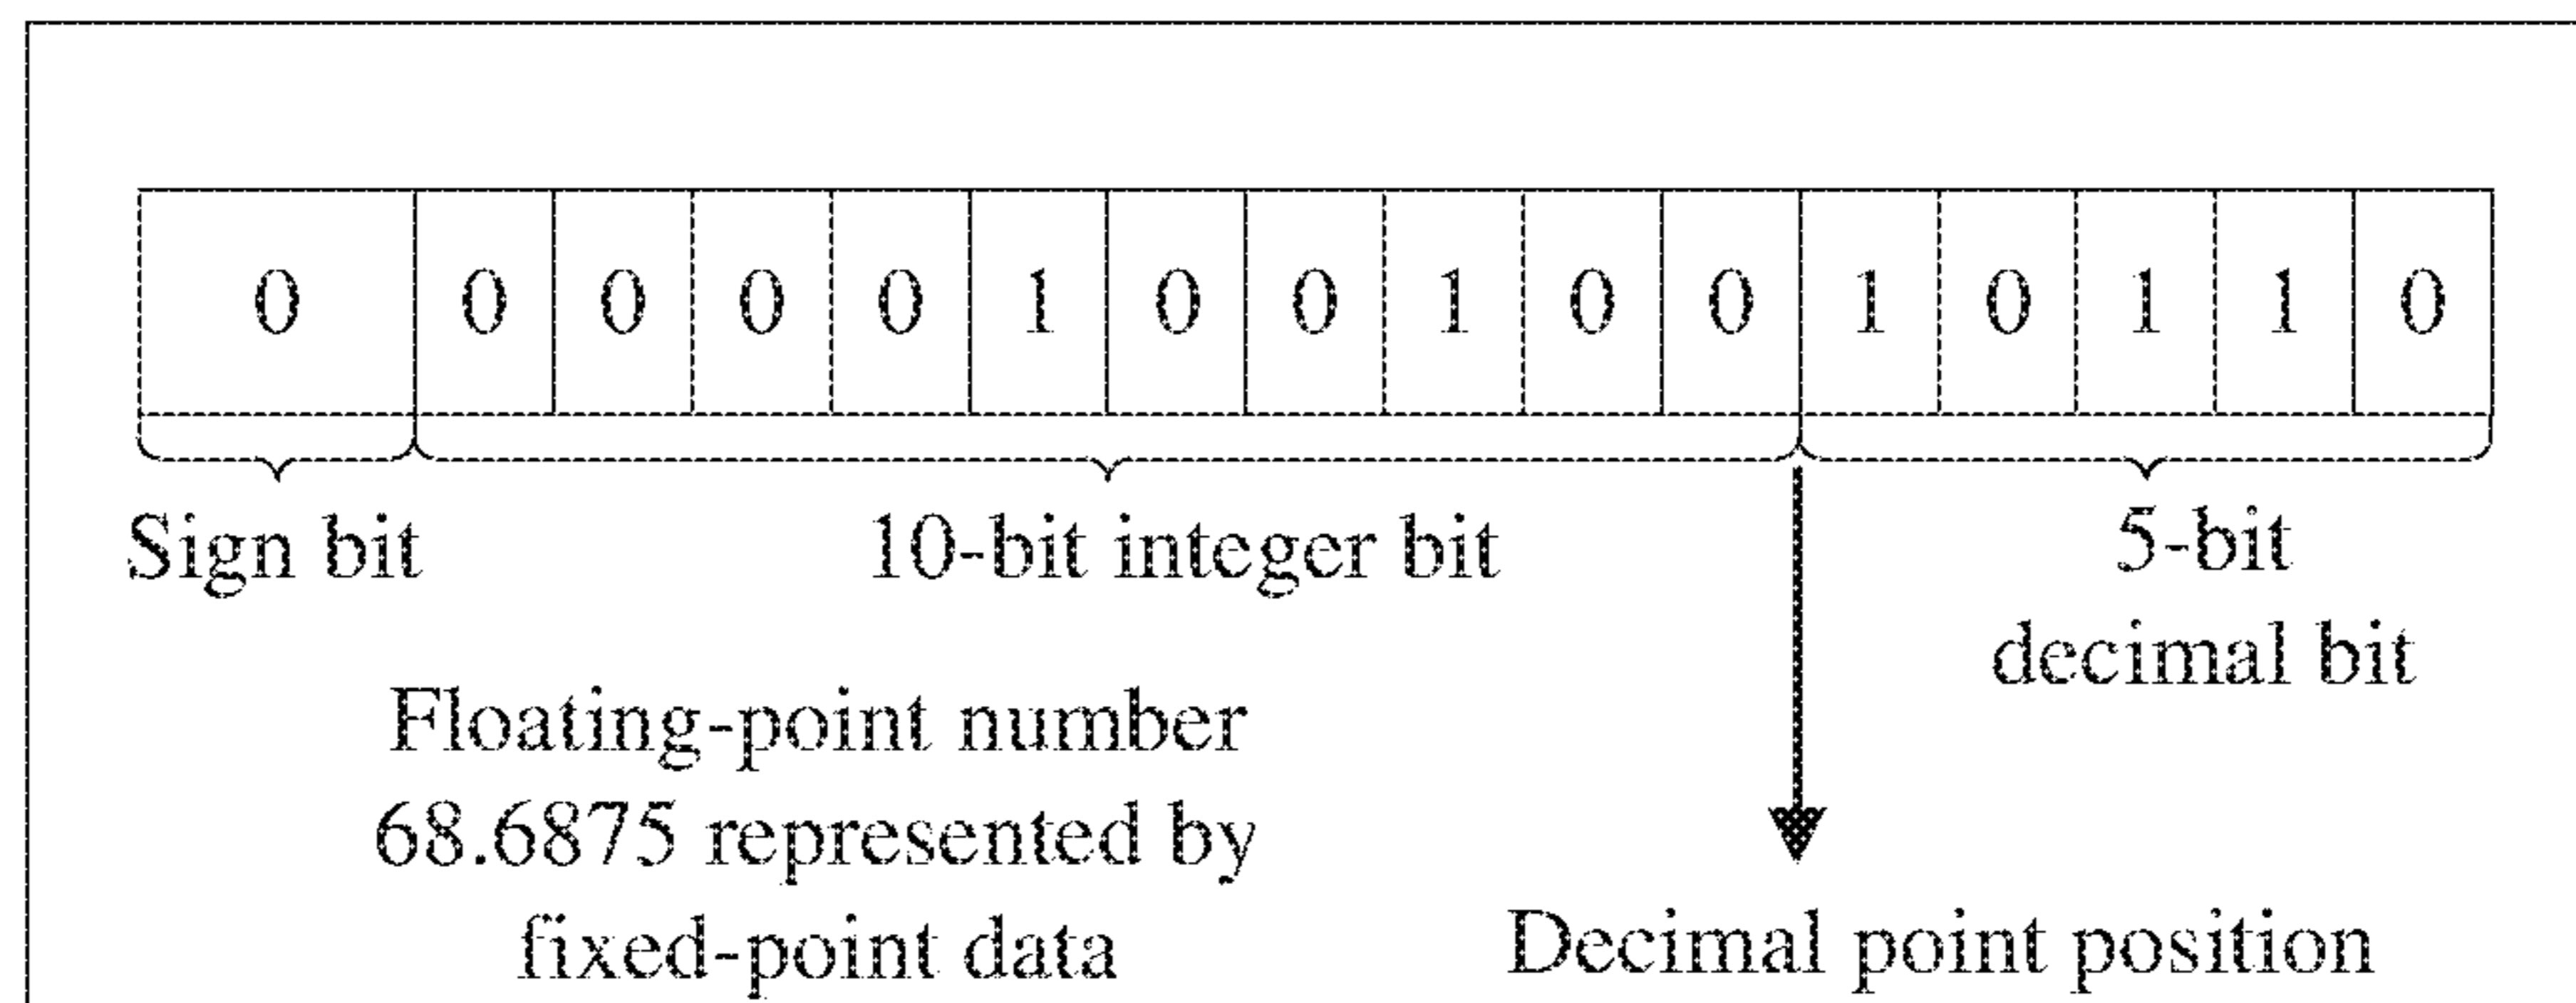 0 0 0 0 0 1 0 0 1 0 0 1 0 1 1 0
Sign bit
10-bit integer bit
5-bit
decimal bit
Floating-point number
68.6875 represented by
fixed-point data
Decimal point position